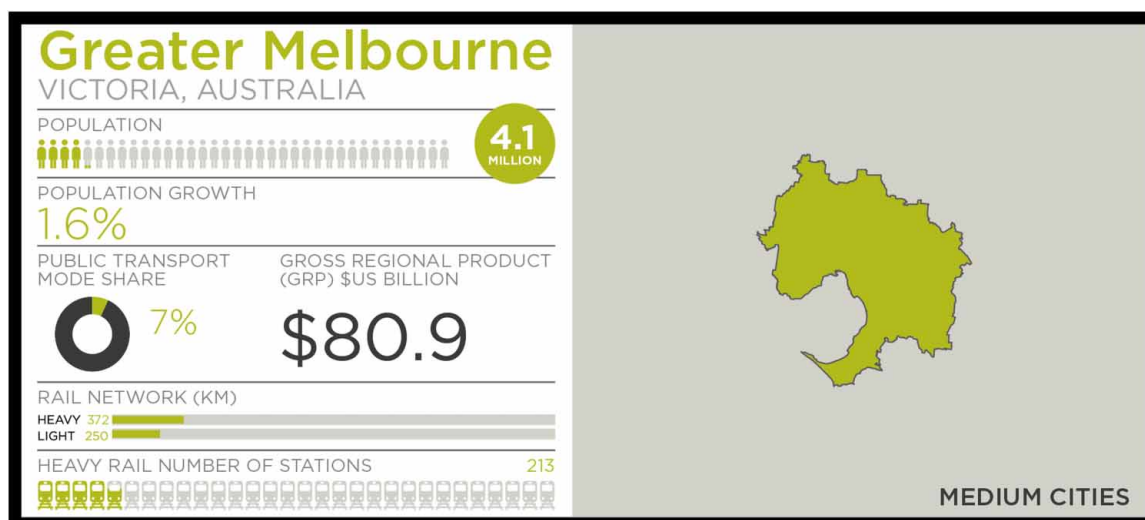 Greater Melbourne
VICTORIA, AUSTRALIA
POPULATION
4.1
MILLION
POPULATION GROWTH
1.6%
PUBLIC TRANSPORT
MODE SHARE
7%
GROSS REGIONAL PRODUCT
(GRP) $US BILLION
$80.9
RAIL NETWORK (KM)
HEAVY 372
LIGHT 250
HEAVY RAIL NUMBER OF STATIONS 213
MEDIUM CITIES